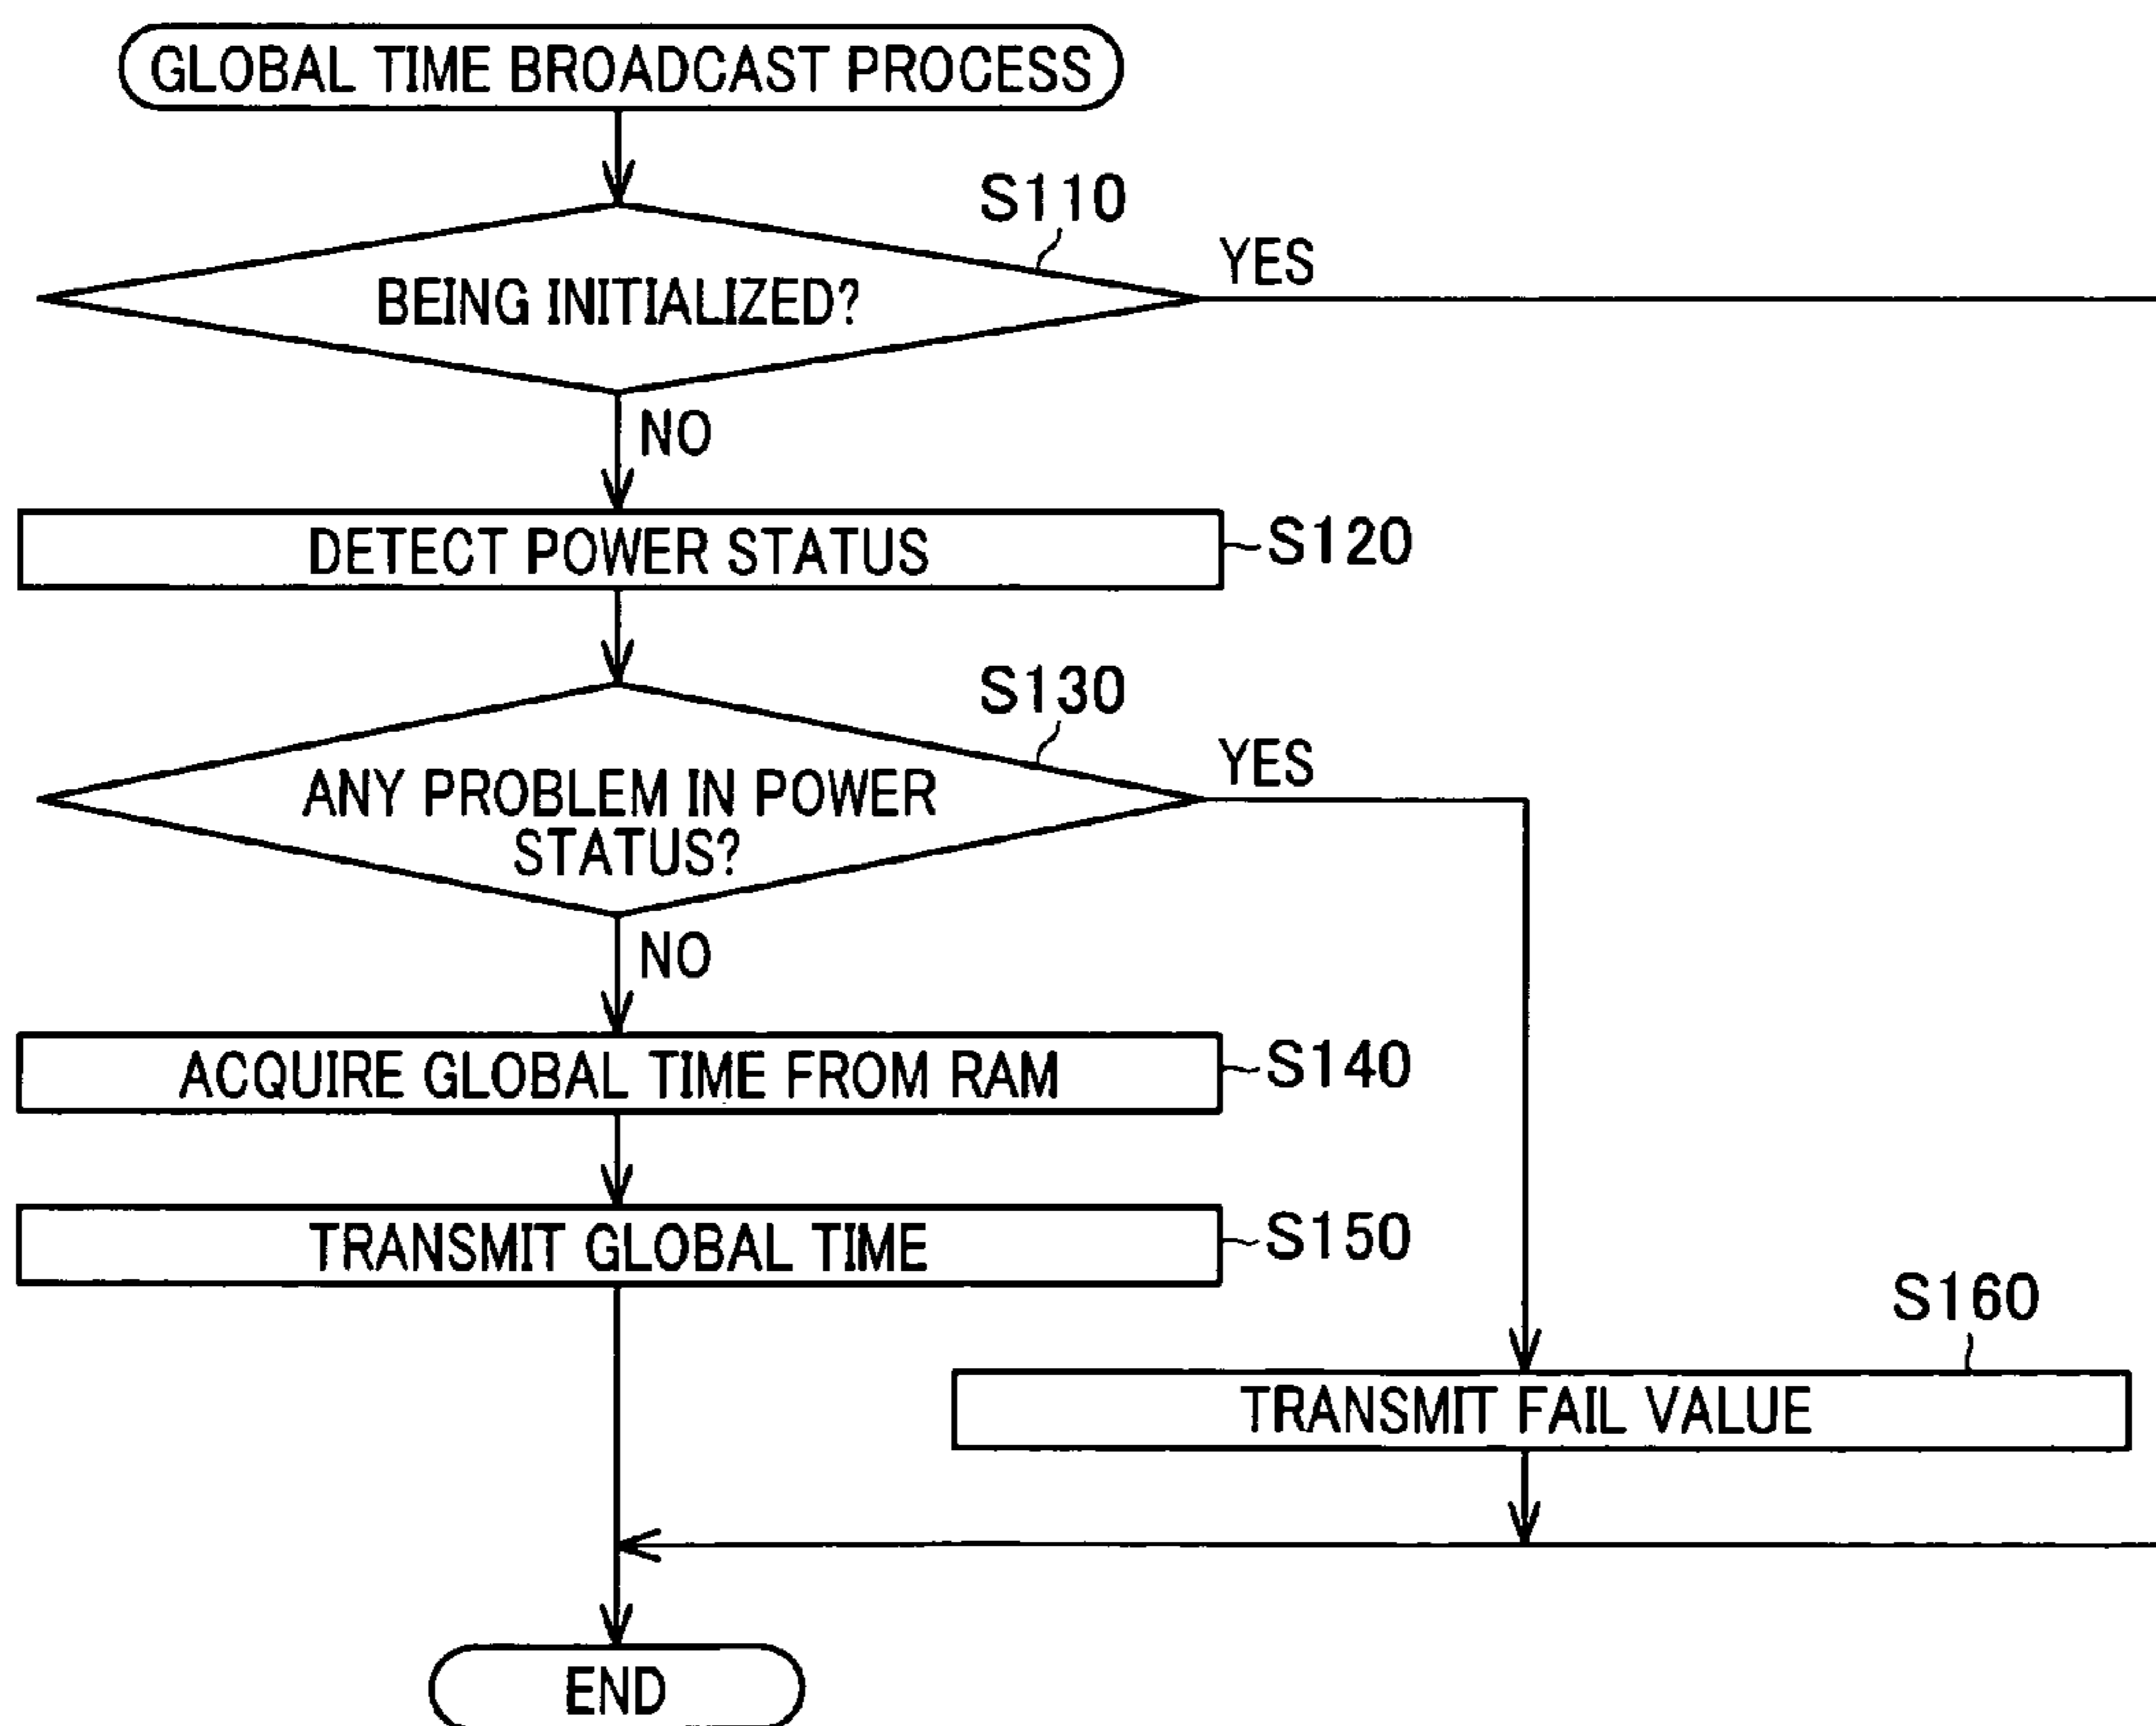 GLOBAL TIME BROADCAST PROCESS
S110
YES
BEING INITIALIZED?
NO
DETECT POWER STATUS
S120
S130
YES
ANY PROBLEM IN POWER
STATUS?
NO
ACQUIRE GLOBAL TIME FROM RAM
S140
TRANSMIT GLOBAL TIME
S150
S160
TRANSMIT FAIL VALUE
END